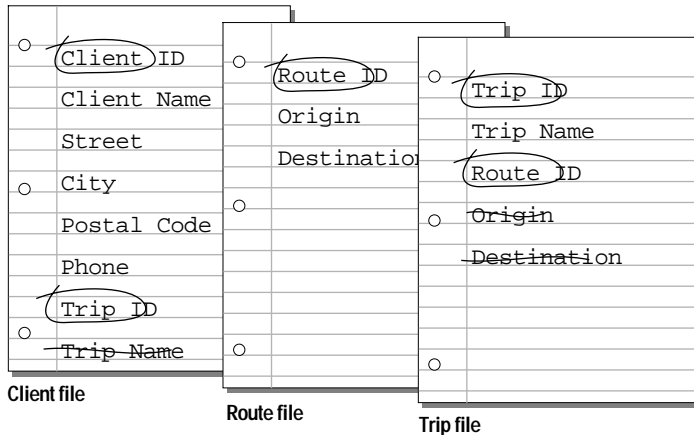 Client ID
Client Name
Street
City
Postal Code
Phone
Trip ID
Trip Name
Client file
Route ID
Origin
Destination
Route file
Trip ID
Trip Name
Route ID
Origin
Destination
Trip file